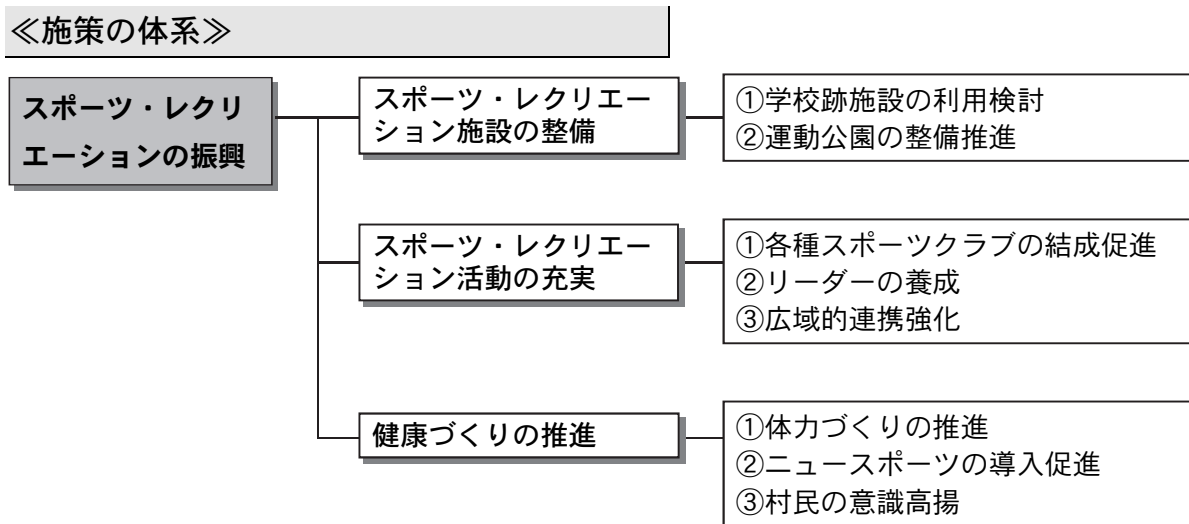 ≪施策の体系≫
スポーツ・レクリ
エーションの振興
スポーツ・レクリエー
ション施設の整備
①学校跡施設の利用検討
②運動公園の整備推進
スポーツ・レクリエー
ション活動の充実
①各種スポーツクラブの結成促進
②リーダーの養成
③広域的連携強化
健康づくりの推進
①体力づくりの推進
②ニュースポーツの導入促進
③村民の意識高揚